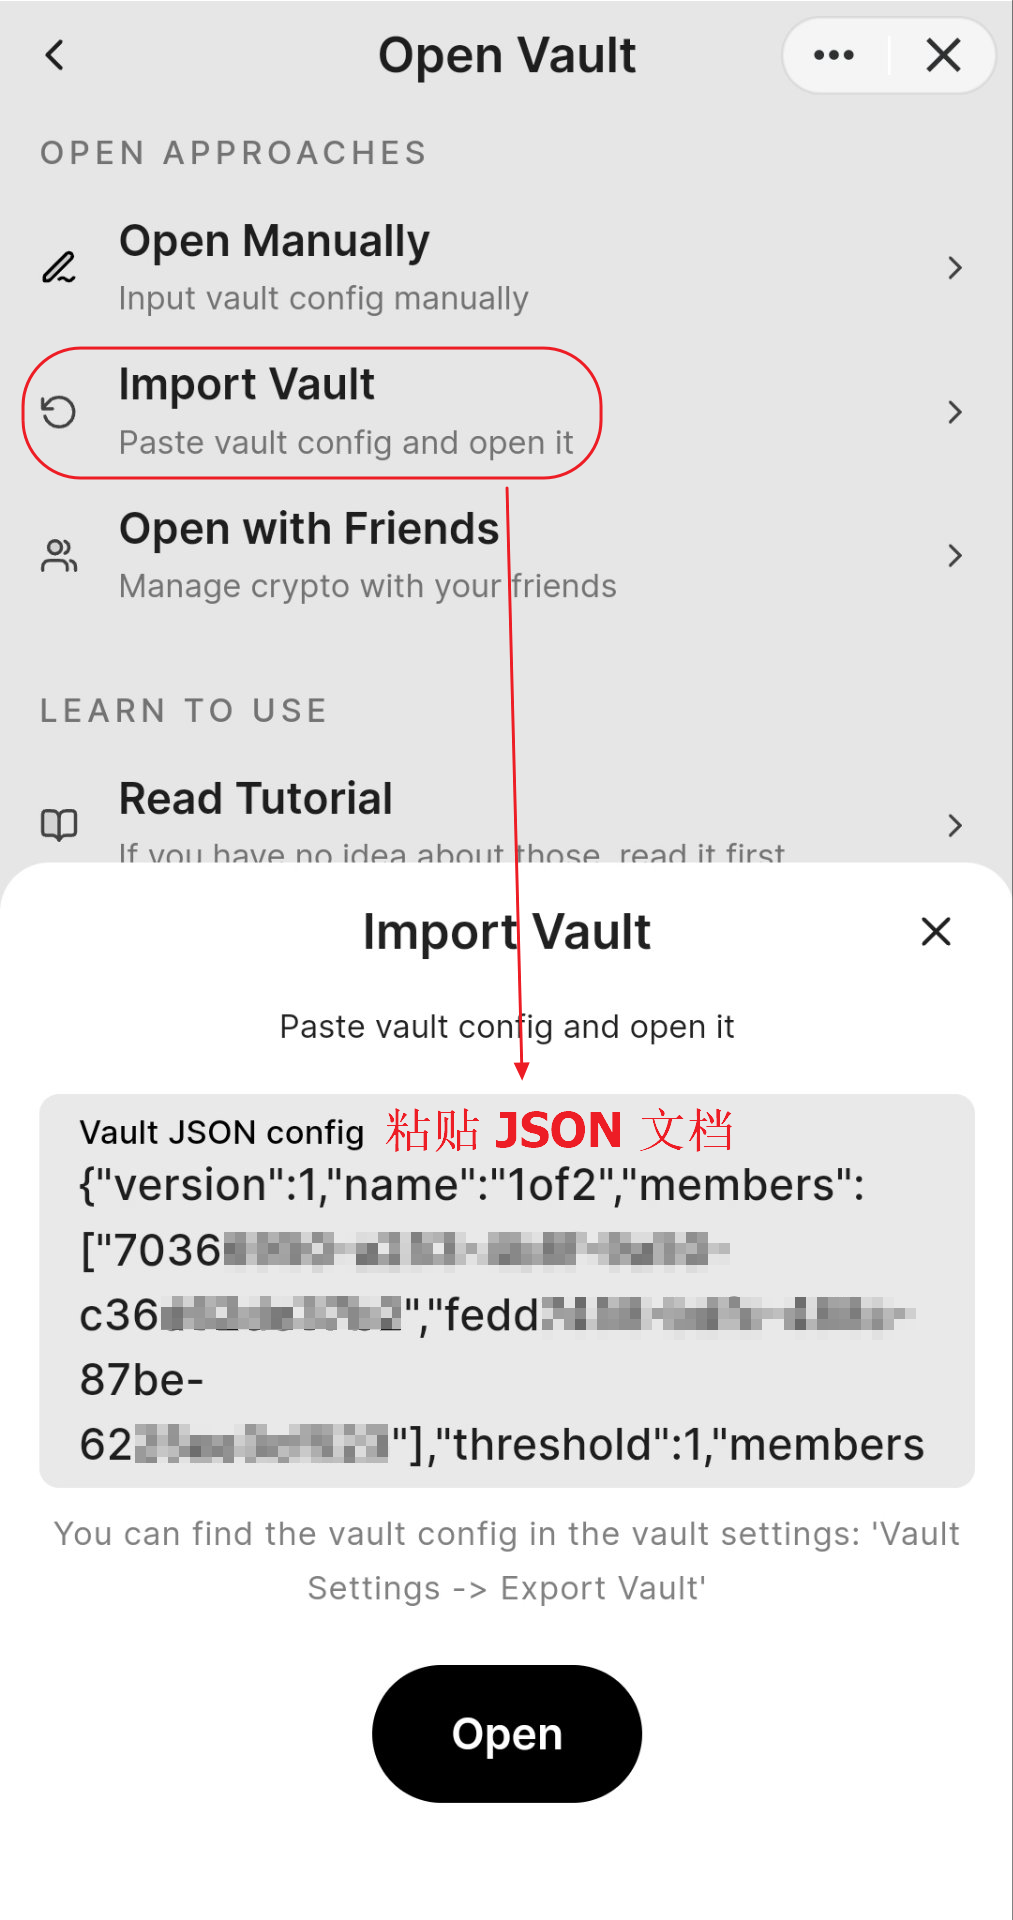 Open Vault
OPEN APPROACHES
Open Manually
Input vault config manually
Import Vault
Paste vault config and open it
Open with Friends
Manage crypto with your friends
LEARN TO USE
Read Tutorial
If you have no idea about those, read it first
Import Vault
Paste vault config and open it
Vault JSON config 粘贴 JSON 文档
{"version":1,"name":"1of2","members":
["7036
c36 ","fedd
87be-
62 "],"threshold":1,"members
You can find the vault config in the vault settings: 'Vault
Settings -> Export Vault'
Open